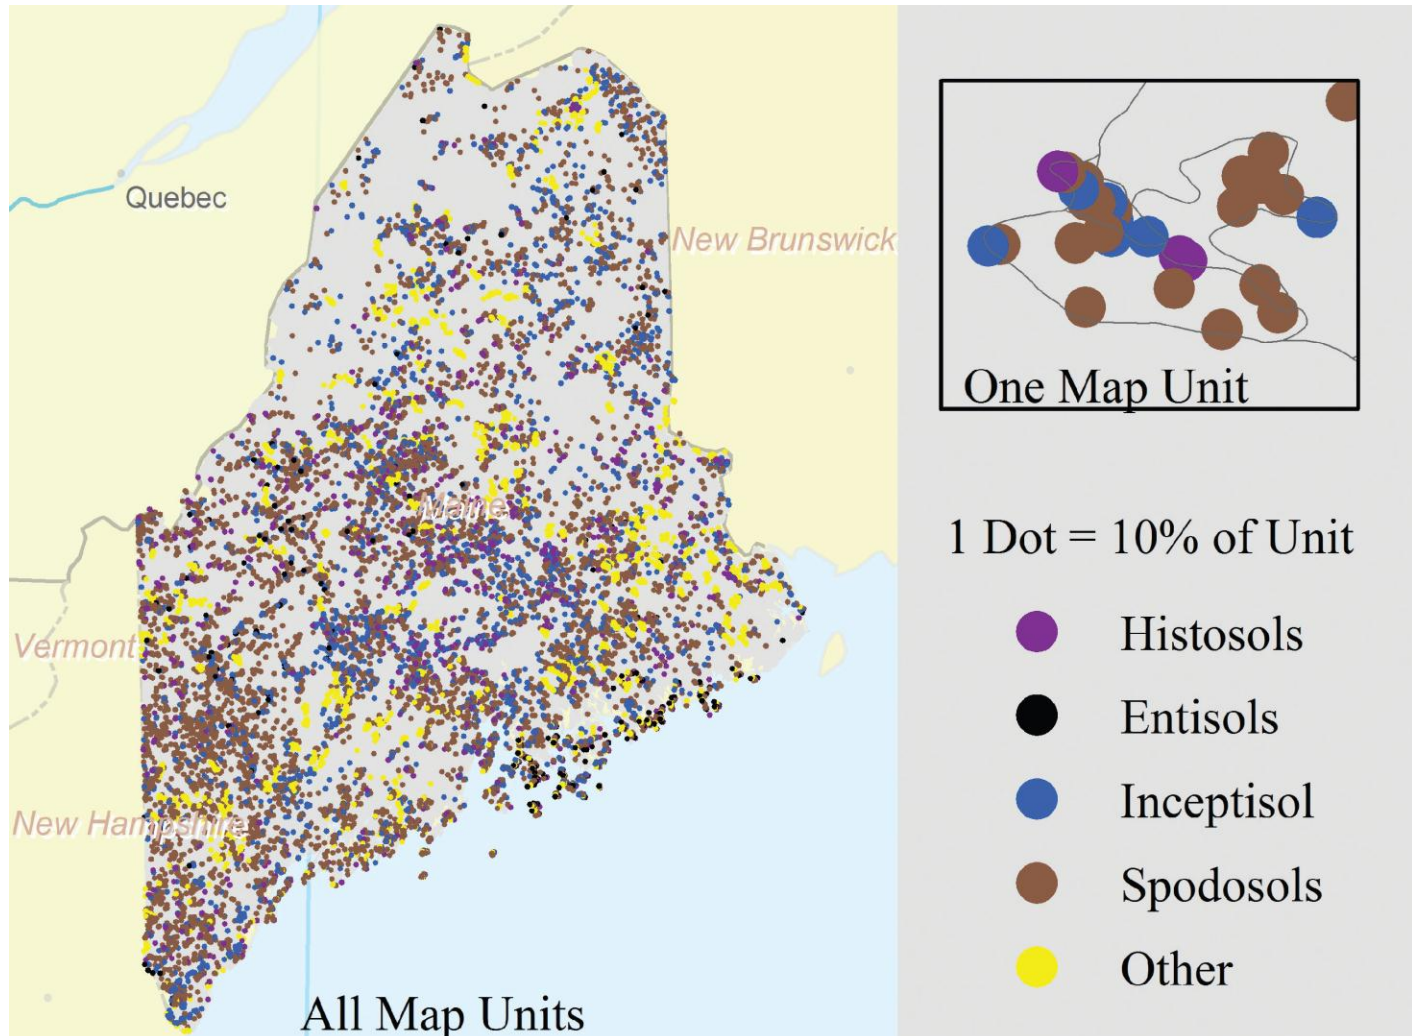 Quebec
New Brunswick
Maine
Vermont
New Hampshire
All Map Units
One Map Unit
1 Dot = 10% of Unit
Histosols
Entisols
Inceptisol
Spodosols
Other